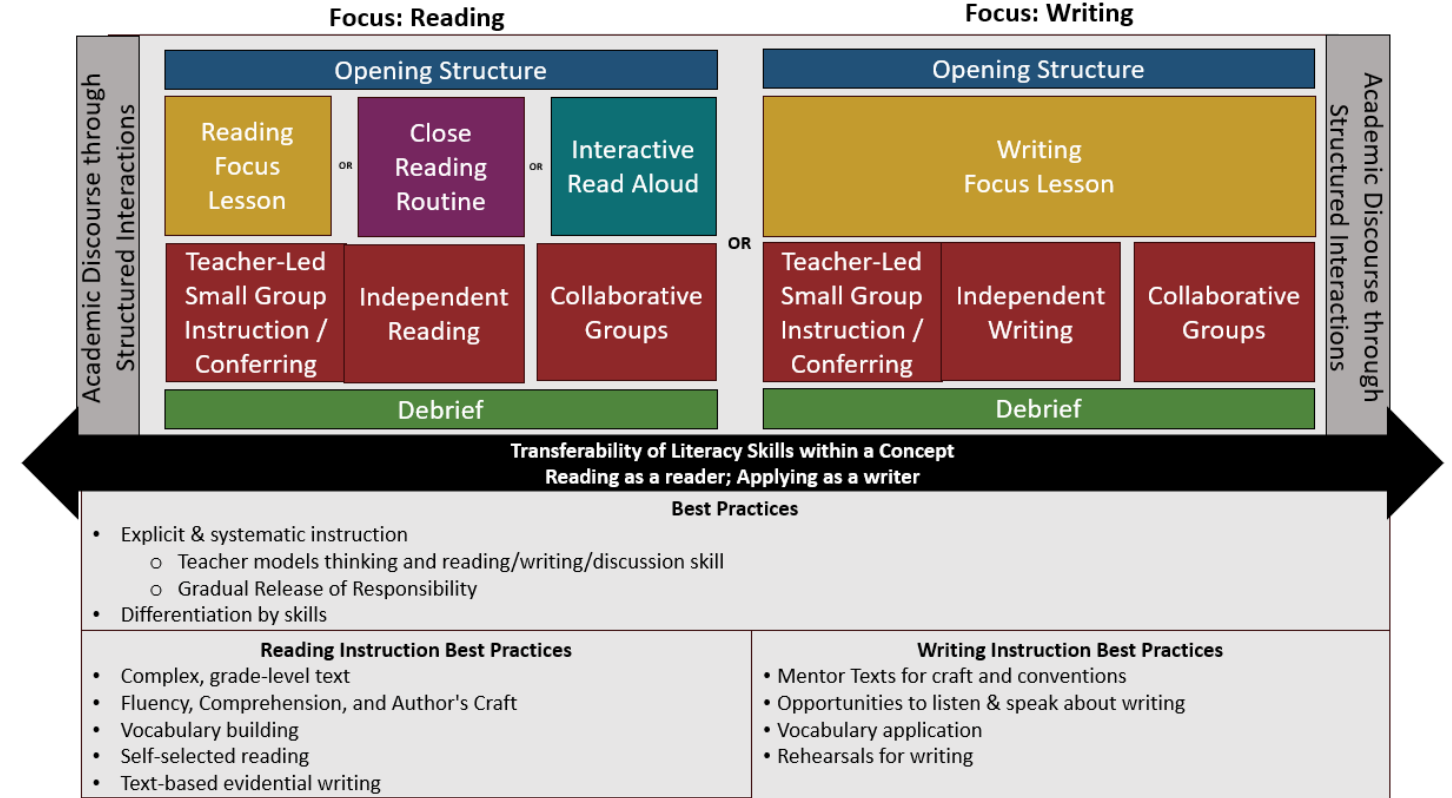 Focus: Reading
Focus: Writing
Academic Discourse through
Structured Interactions
Opening Structure
Reading
Focus
Lesson
OR
Close
Reading
Routine
OR
Interactive
Read Aloud
Teacher-Led
Small Group
Instruction /
Conferring
Independent
Reading
Collaborative
Groups
Debrief
OR
Opening Structure
Writing
Focus Lesson
Teacher-Led
Small Group
Instruction /
Conferring
Independent
Writing
Collaborative
Groups
Debrief
Academic Discourse through
Structured Interactions
Transferability of Literacy Skills within a Concept
Reading as a reader; Applying as a writer
Best Practices
• Explicit & systematic instruction
o Teacher models thinking and reading/writing/discussion skill
o Gradual Release of Responsibility
• Differentiation by skills
Reading Instruction Best Practices
• Complex, grade-level text
• Fluency, Comprehension, and Author's Craft
• Vocabulary building
• Self-selected reading
• Text-based evidential writing
Writing Instruction Best Practices
• Mentor Texts for craft and conventions
• Opportunities to listen & speak about writing
• Vocabulary application
• Rehearsals for writing